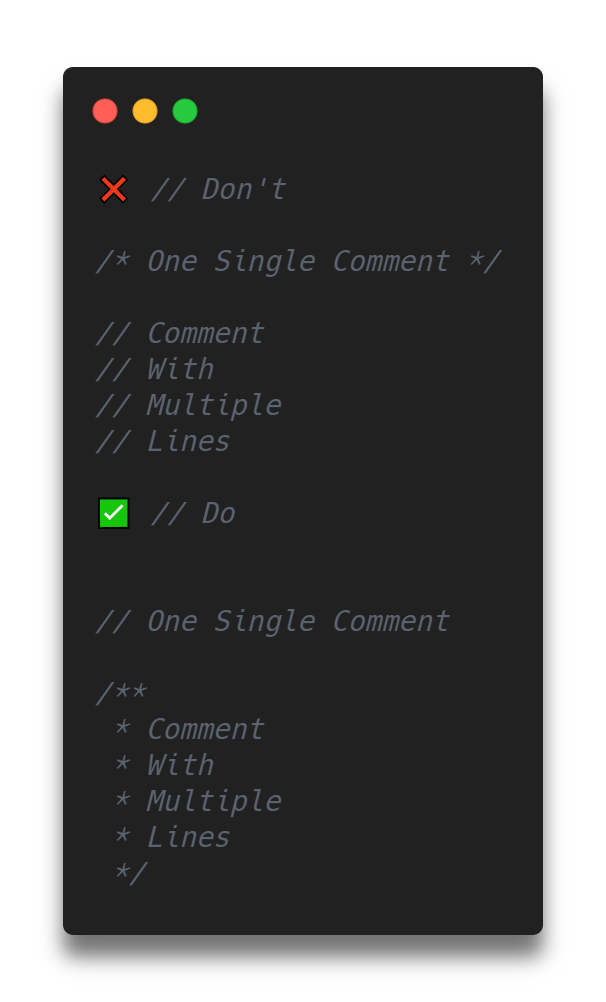 ❌ // Don't
/* One Single Comment */
// Comment
// With
// Multiple
// Lines
✅ // Do
// One Single Comment
/**
 * Comment
 * With
 * Multiple
 * Lines
 */